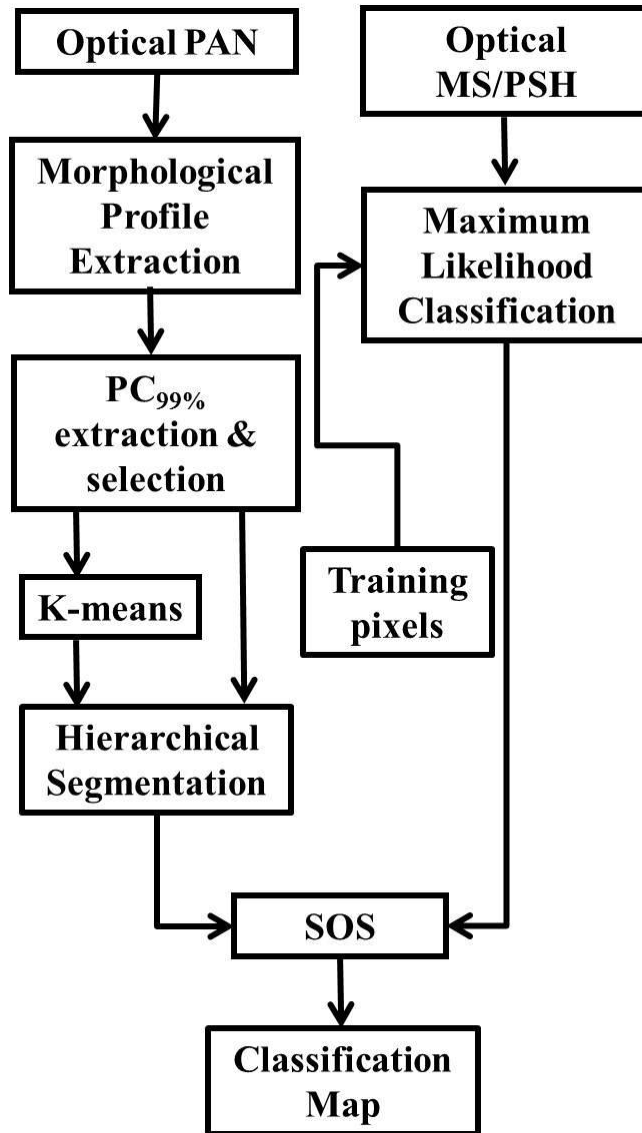 Optical PAN
Optical
MS/PSH
Morphological
Profile
Extraction
Maximum
Likelihood
Classification
PC99%
extraction &
selection
K-means
Training
pixels
Hierarchical
Segmentation
SOS
Classification
Map